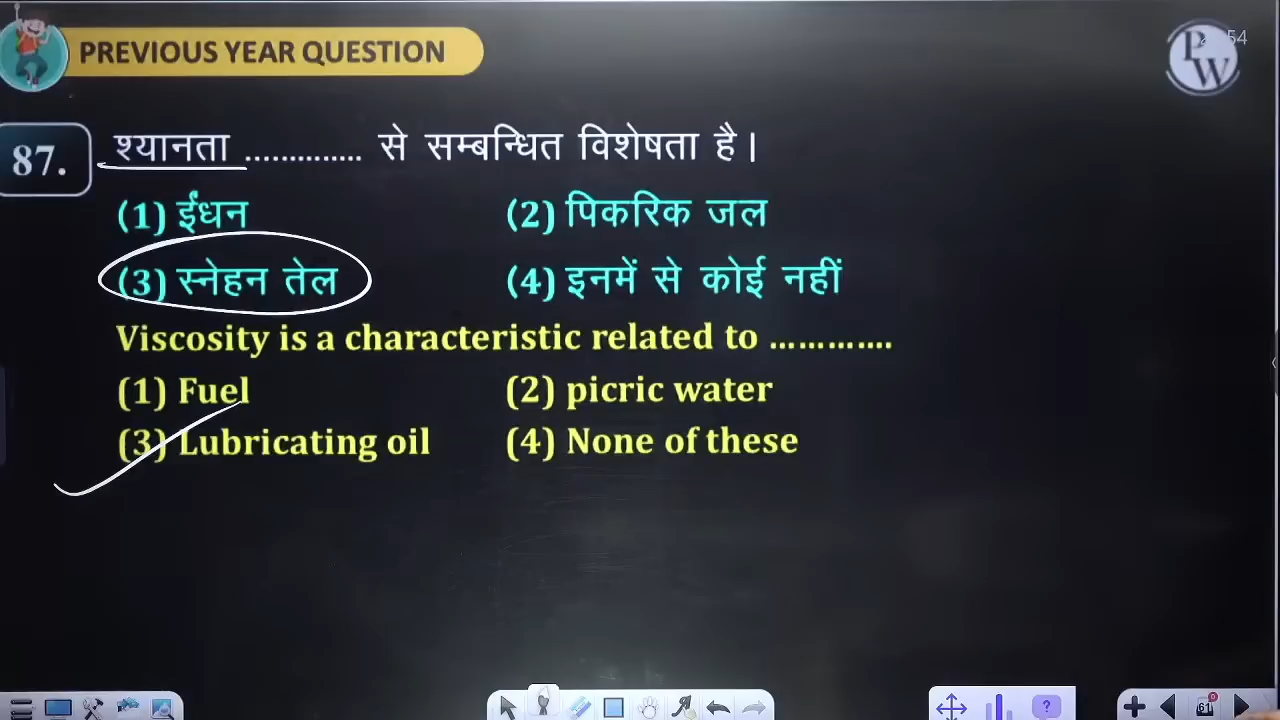 PREVIOUS YEAR QUESTION
PW
54
87. श्यानता .............. से सम्बन्धित विशेषता है।
(1) ईंधन (2) पिकरिक जल
(3) स्नेहन तेल (4) इनमें से कोई नहीं
Viscosity is a characteristic related to .............
(1) Fuel (2) picric water
(3) Lubricating oil (4) None of these
61